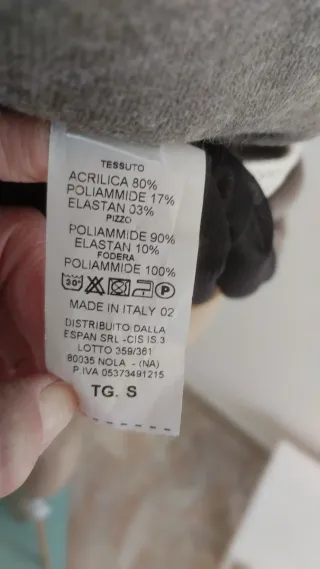 TESSUTO
ACRILICA 80%
POLIAMMIDE 17%
ELASTAN 03%
PIZZO
POLIAMMIDE 90%
ELASTAN 10%
FODERA
POLIAMMIDE 100%
30° P
MADE IN ITALY 02
DISTRIBUITO DALLA
ESPAN SRL -CIS IS.3
LOTTO 359/361
80035 NOLA - (NA)
P.IVA 05373491215
TG. S